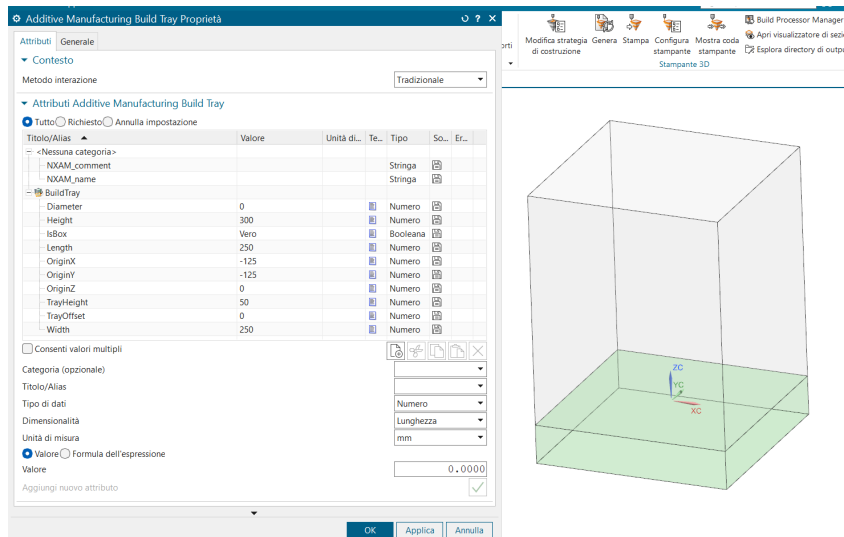 Additive Manufacturing Build Tray Proprietà
Attributi Generale
Contesto
Metodo interazione Tradizionale
Attributi Additive Manufacturing Build Tray
Tutto Richiesto Annulla impostazione
Titolo/Alias Valore Unità di... Te... Tipo So... Er...
<Nessuna categoria>
NXAM_comment Stringa
NXAM_name Stringa
BuildTray
Diameter 0 Numero
Height 300 Numero
IsBox Vero Booleana
Length 250 Numero
OriginX -125 Numero
OriginY -125 Numero
OriginZ 0 Numero
TrayHeight 50 Numero
TrayOffset 0 Numero
Width 250 Numero
Consenti valori multipli
Categoria (opzionale)
Titolo/Alias
Tipo di dati Numero
Dimensionalità Lunghezza
Unità di misura mm
Valore Formula dell'espressione
Valore 0.0000
Aggiungi nuovo attributo
OK Applica Annulla
orti
Modifica strategia di costruzione
Genera
Stampa
Configura stampante
Mostra coda stampante
Build Processor Manager
Apri visualizzatore di sezi
Esplora directory di outpu
Stampante 3D
ZC
YC
XC